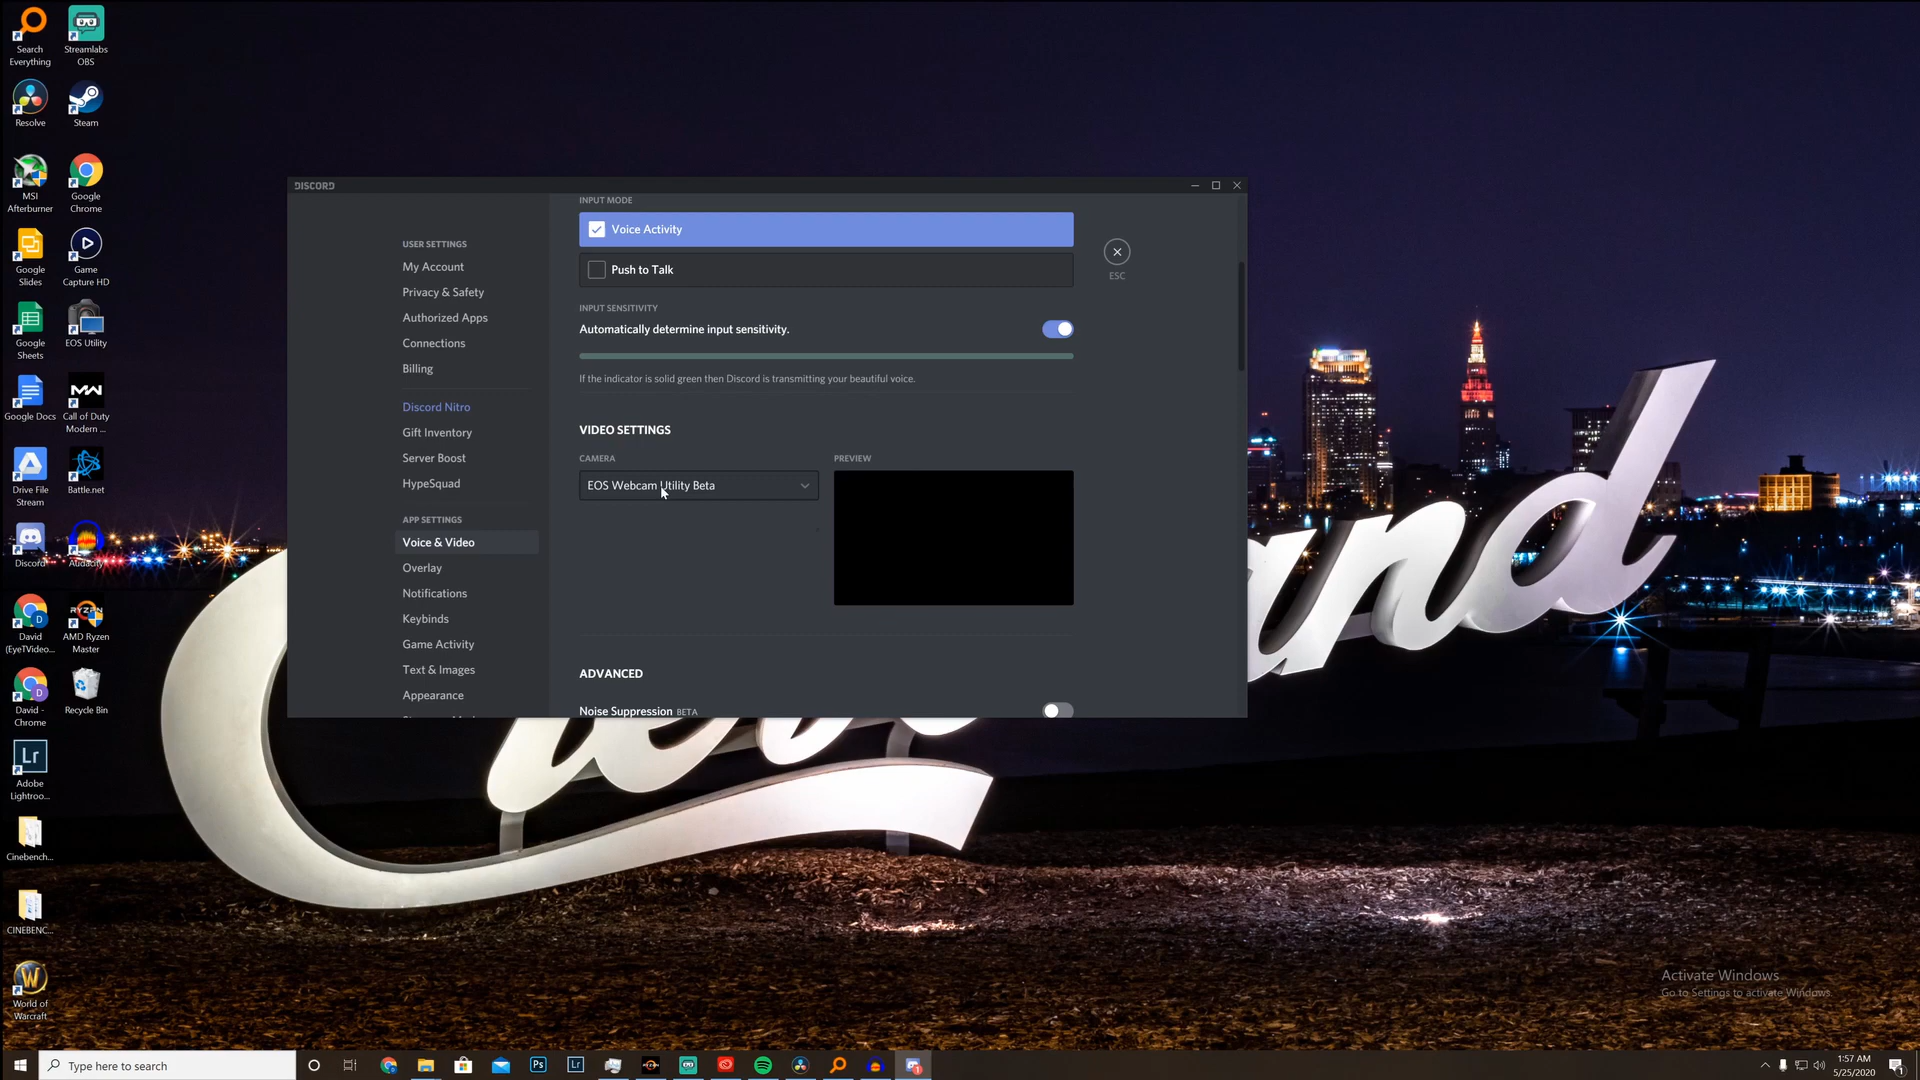 Search
Everything
Streamlabs
OBS
Resolve
Steam
MSI
Afterburner
Google
Chrome
Google
Slides
Game
Capture HD
Google
Sheets
EOS Utility
Google Docs
Call of Duty
Modern ...
Drive File
Stream
Battle.net
Discord
Audacity
David
(EyeTVideo...
RYZEN
AMD Ryzen
Master
David -
Chrome
Recycle Bin
Lr
Adobe
Lightroo...
Cinebench...
CINEBENC...
World of
Warcraft
DISCORD
USER SETTINGS
My Account
Privacy & Safety
Authorized Apps
Connections
Billing
Discord Nitro
Gift Inventory
Server Boost
HypeSquad
APP SETTINGS
Voice & Video
Overlay
Notifications
Keybinds
Game Activity
Text & Images
Appearance
INPUT MODE
Voice Activity
Push to Talk
INPUT SENSITIVITY
Automatically determine input sensitivity.
If the indicator is solid green then Discord is transmitting your beautiful voice.
VIDEO SETTINGS
CAMERA
EOS Webcam Utility Beta
PREVIEW
ADVANCED
Noise Suppression BETA
ESC
Activate Windows
Go to Settings to activate Windows.
Type here to search
Ps
Lr
1:57 AM
5/25/2020